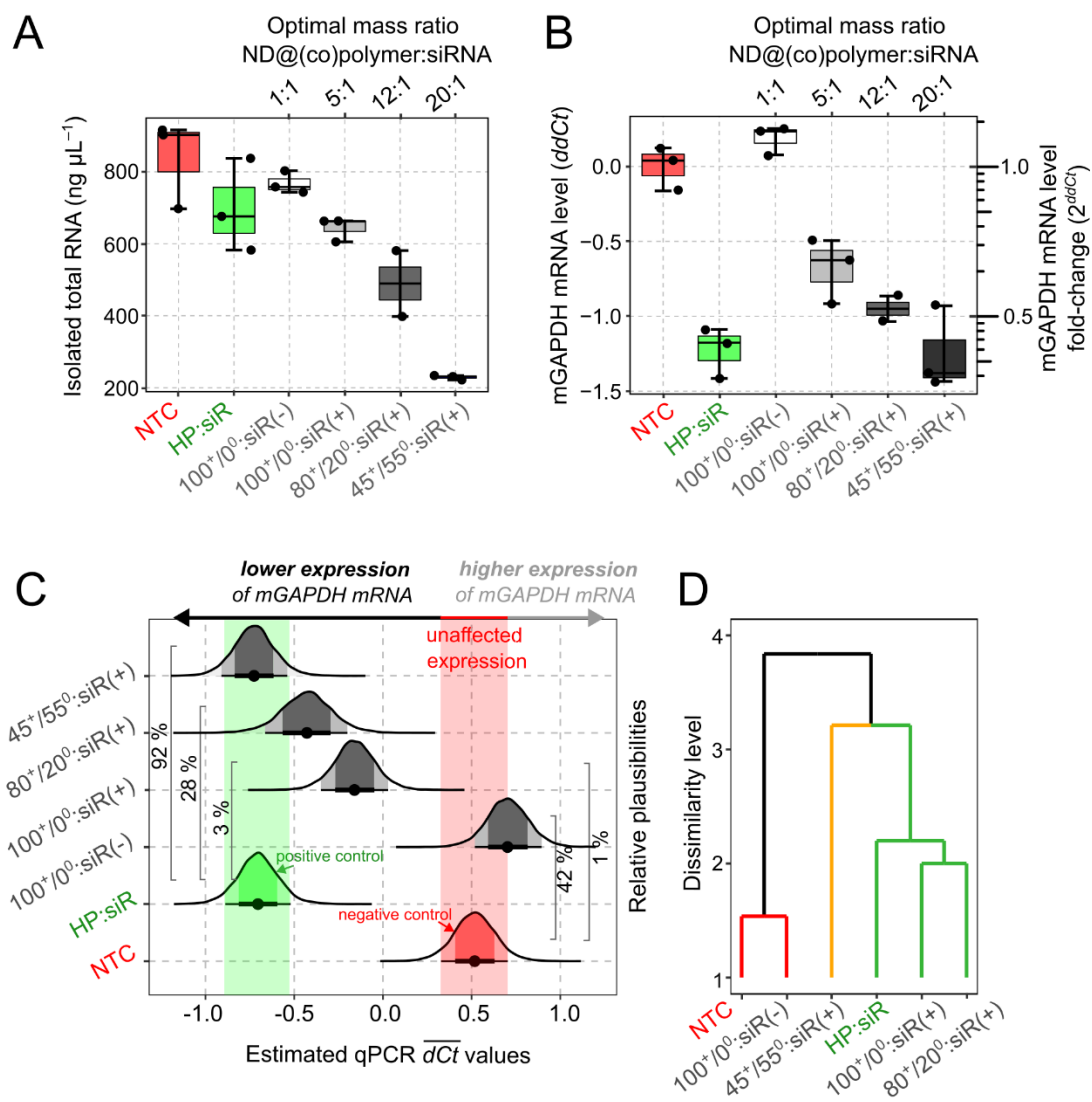 A
Optimal mass ratio
ND@(co)polymer:siRNA
1:1
5:1
12:1
20:1
Isolated total RNA (ng µL⁻¹)
800
600
400
200
NTC
HP:siR
100⁺/0⁰:siR(-)
100⁺/0⁰:siR(+)
80⁺/20⁰:siR(+)
45⁺/55⁰:siR(+)
B
Optimal mass ratio
ND@(co)polymer:siRNA
1:1
5:1
12:1
20:1
mGAPDH mRNA level (ddCt)
0.0
−0.5
−1.0
−1.5
1.0
0.5
mGAPDH mRNA level
fold-change (2^ddCt)
NTC
HP:siR
100⁺/0⁰:siR(-)
100⁺/0⁰:siR(+)
80⁺/20⁰:siR(+)
45⁺/55⁰:siR(+)
C
lower expression
of mGAPDH mRNA
higher expression
of mGAPDH mRNA
unaffected
expression
45⁺/55⁰:siR(+)
80⁺/20⁰:siR(+)
100⁺/0⁰:siR(+)
100⁺/0⁰:siR(-)
HP:siR
NTC
92 %
28 %
3 %
positive control
negative control
42 %
1 %
Relative plausibilities
-1.0
-0.5
0.0
0.5
1.0
Estimated qPCR dCt values
D
Dissimilarity level
4
3
2
1
NTC
100⁺/0⁰:siR(-)
45⁺/55⁰:siR(+)
HP:siR
100⁺/0⁰:siR(+)
80⁺/20⁰:siR(+)